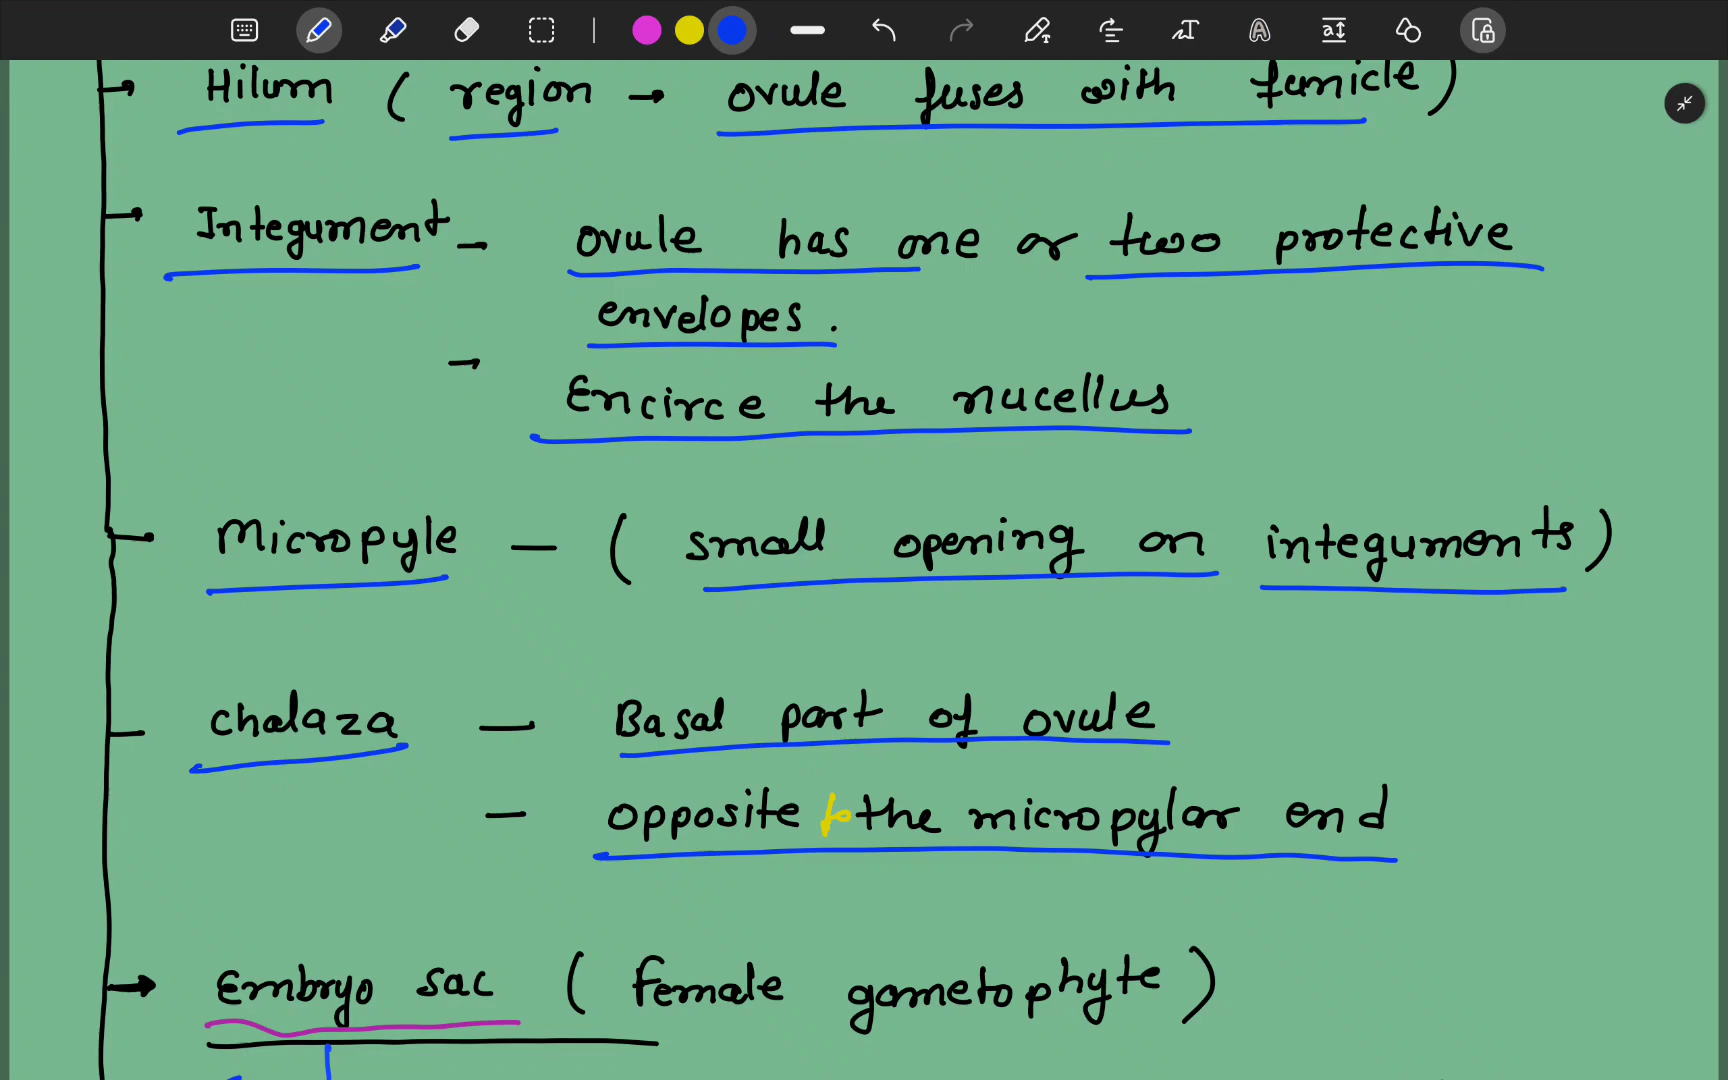 Hilum ( region → ovule fuses with funicle )
Integument - ovule has one or two protective
envelopes.
- Encirce the nucellus
Micropyle - ( small opening on integuments )
chalaza - Basal part of ovule
- opposite to the micropylar end
→ Embryo sac ( female gametophyte )